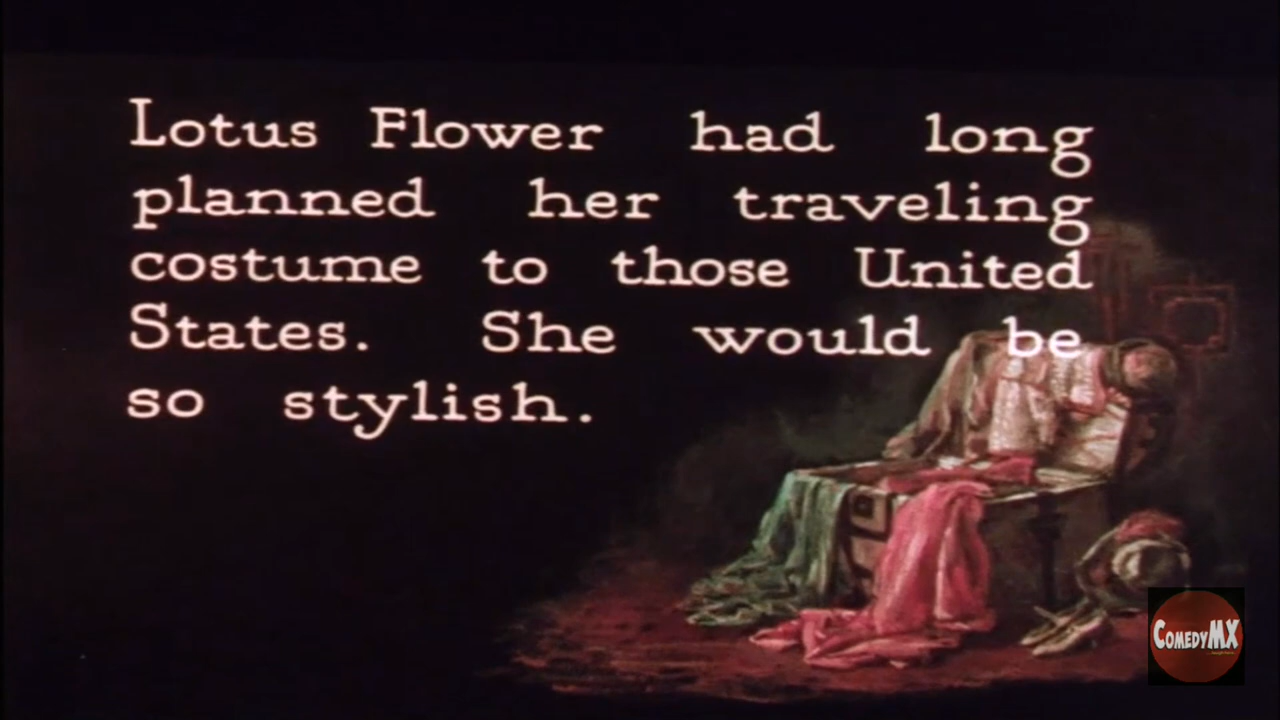 Lotus Flower had long
planned her traveling
costume to those United
States. She would be
so stylish.
COMEDYMX